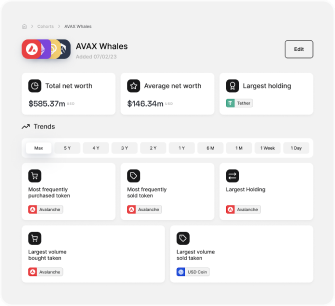 Cohorts > AVAX Whales
AVAX Whales
Added 07/02/23
Edit
Total net worth
$585.37m USD
Average net worth
$146.34m USD
Largest holding
Tether
Trends
Max 5 Y 4 Y 3 Y 2 Y 1 Y 6 M 1 M 1 Week 1 Day
Most frequently
purchased token
Avalanche
Most frequently
sold token
Avalanche
Largest Holding
Avalanche
Largest volume
bought taken
Avalanche
Largest volume
sold taken
USD Coin